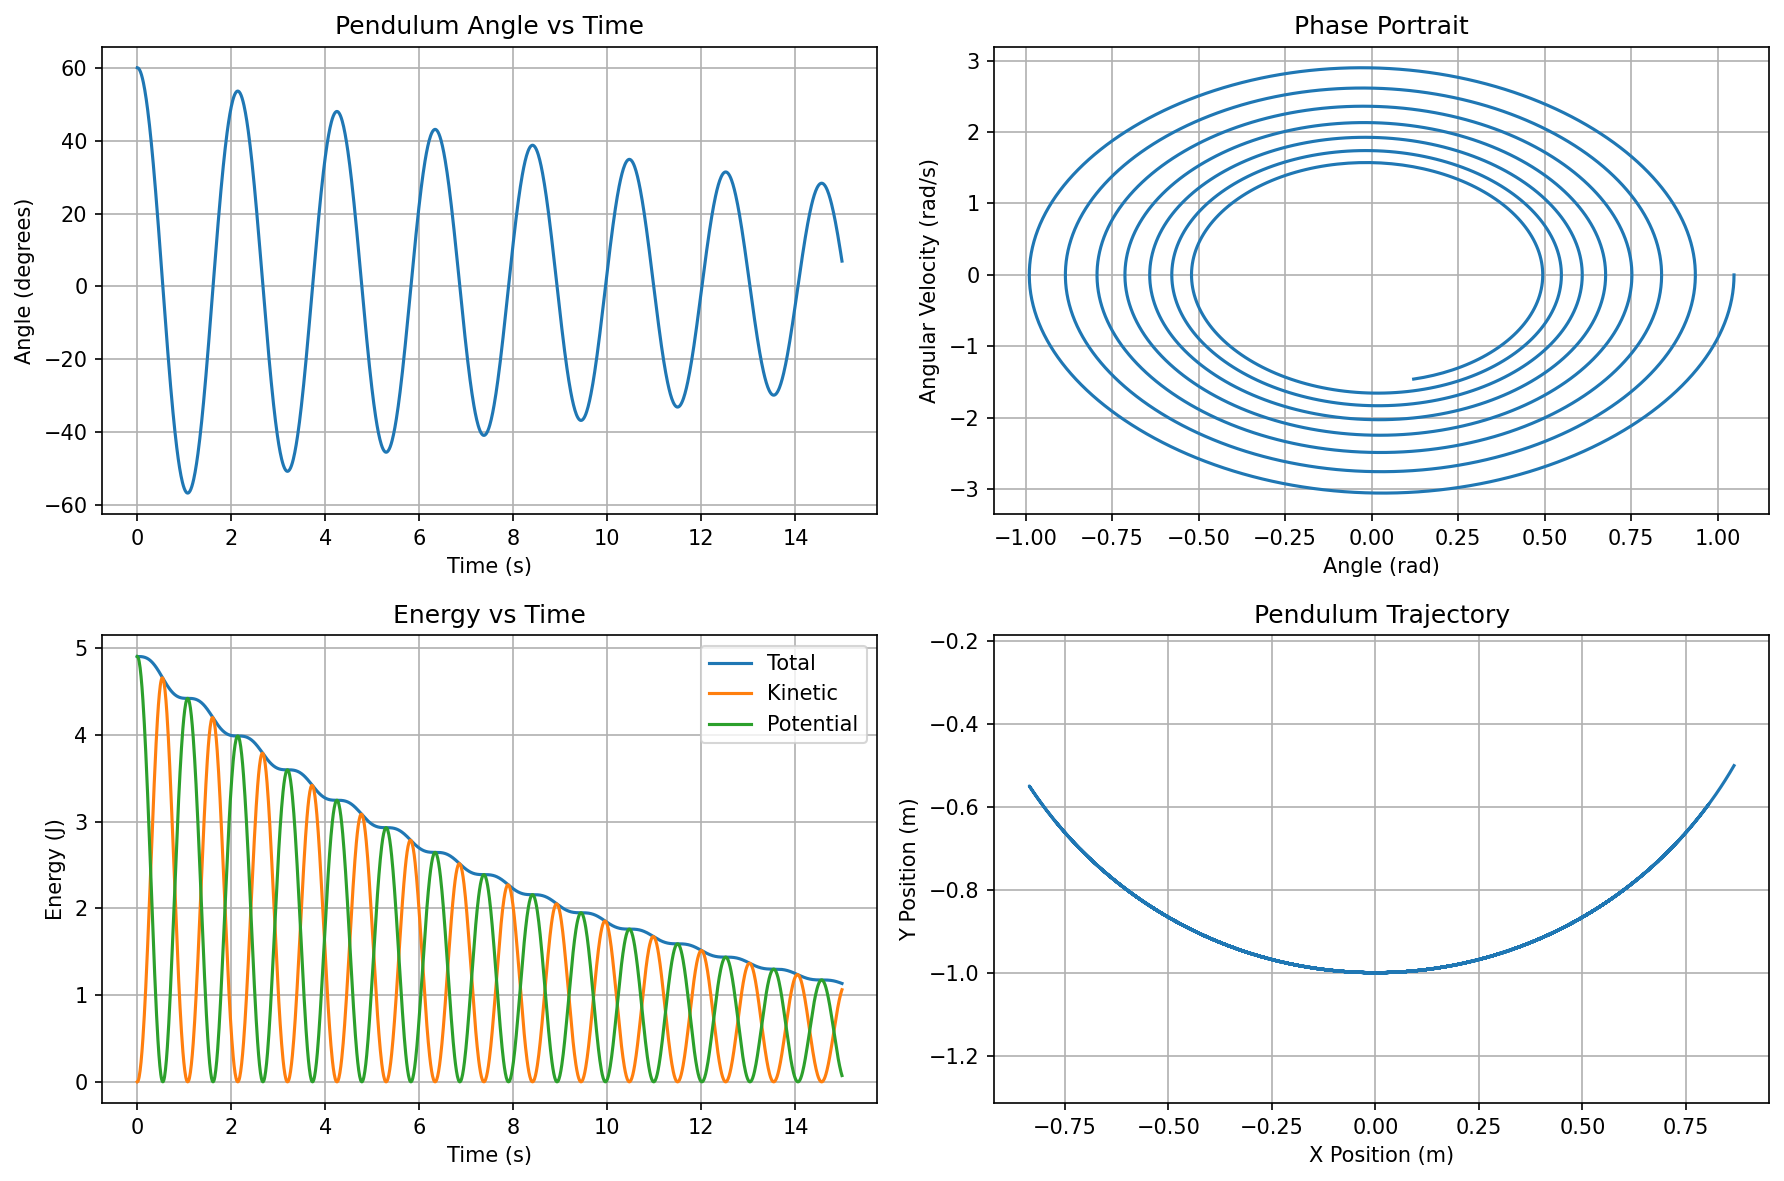 Pendulum Angle vs Time
60
40
20
0
−20
−40
−60
Angle (degrees)
0 2 4 6 8 10 12 14
Time (s)
Phase Portrait
3
2
1
0
−1
−2
−3
Angular Velocity (rad/s)
−1.00 −0.75 −0.50 −0.25 0.00 0.25 0.50 0.75 1.00
Angle (rad)
Energy vs Time
5
4
3
2
1
0
Energy (J)
Total
Kinetic
Potential
0 2 4 6 8 10 12 14
Time (s)
Pendulum Trajectory
−0.2
−0.4
−0.6
−0.8
−1.0
−1.2
Y Position (m)
−0.75 −0.50 −0.25 0.00 0.25 0.50 0.75
X Position (m)